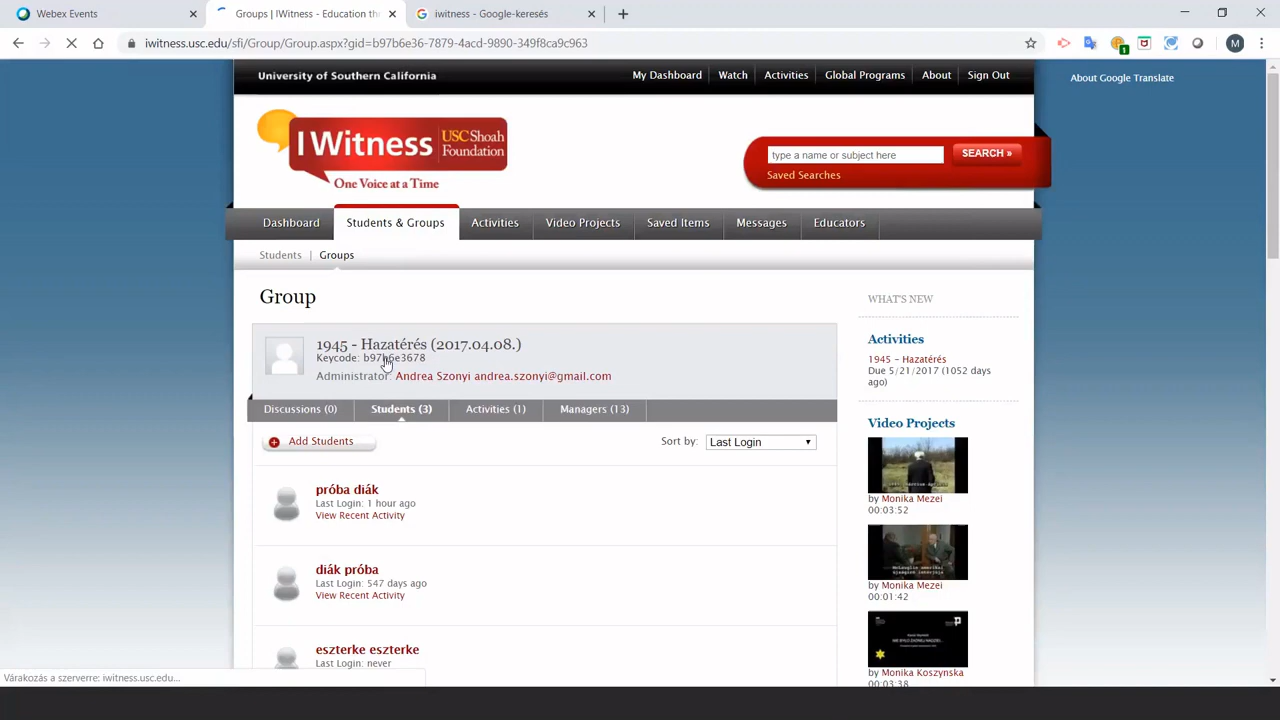 Webex Events
Groups | IWitness - Education th
iwitness - Google-keresés
iwitness.usc.edu/sfi/Group/Group.aspx?gid=b97b6e36-7879-4acd-9890-349f8ca9c963
1
M
University of Southern California
My Dashboard Watch Activities Global Programs About Sign Out
About Google Translate
IWitness USC Shoah Foundation
One Voice at a Time
type a name or subject here SEARCH »
Saved Searches
Dashboard Students & Groups Activities Video Projects Saved Items Messages Educators
Students | Groups
Group
1945 - Hazatérés (2017.04.08.)
Keycode: b97b6e3678
Administrator: Andrea Szonyi andrea.szonyi@gmail.com
Discussions (0) Students (3) Activities (1) Managers (13)
Add Students
Sort by: Last Login
próba diák
Last Login: 1 hour ago
View Recent Activity
diák próba
Last Login: 547 days ago
View Recent Activity
eszterke eszterke
Last Login: never
WHAT'S NEW
Activities
1945 - Hazatérés
Due 5/21/2017 (1052 days
ago)
Video Projects
by Monika Mezei
00:03:52
by Monika Mezei
00:01:42
by Monika Koszynska
00:03:38
Várakozás a szerverre: iwitness.usc.edu...